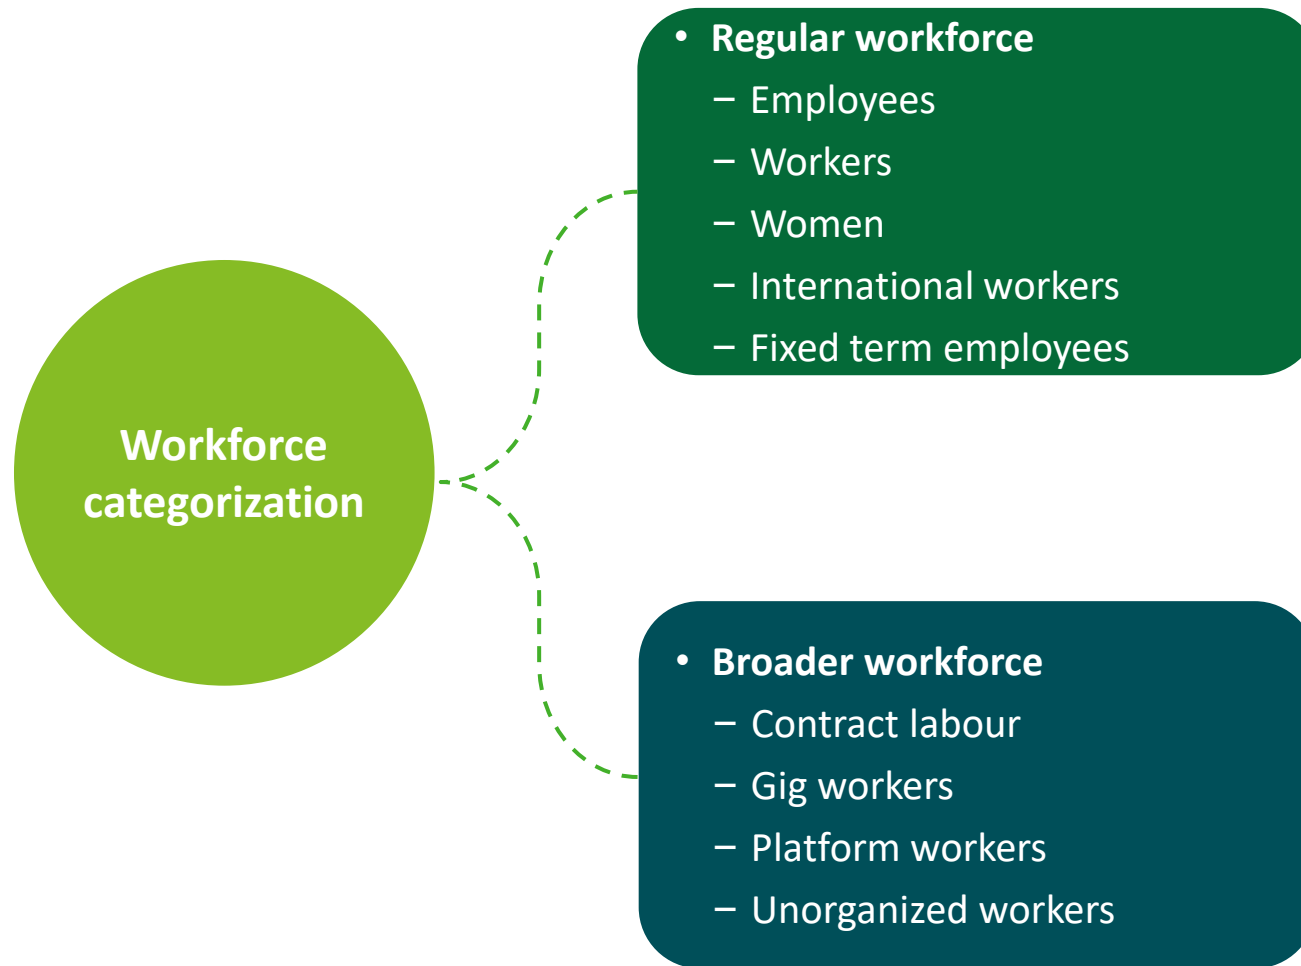 Workforce
categorization
• Regular workforce
– Employees
– Workers
– Women
– International workers
– Fixed term employees
• Broader workforce
– Contract labour
– Gig workers
– Platform workers
– Unorganized workers